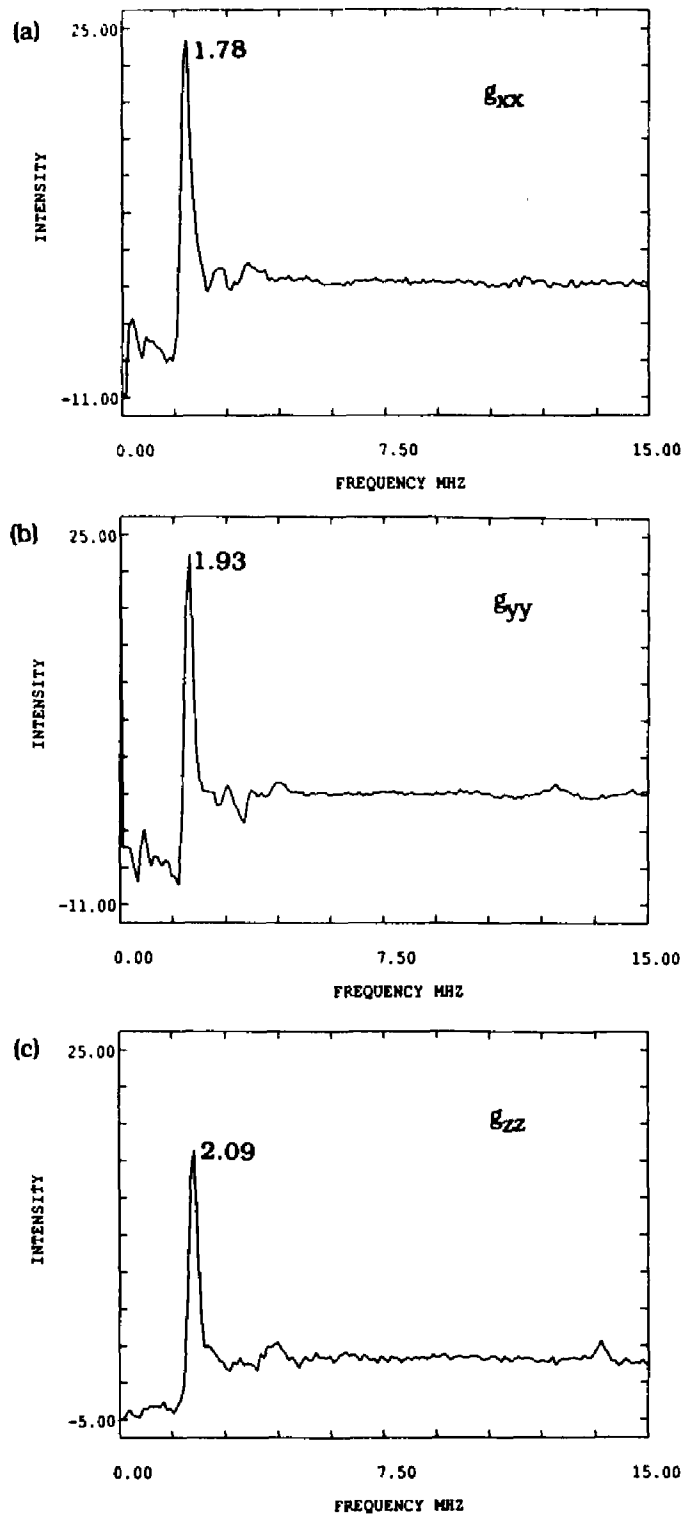 (a)
25.00
1.78
gxx
INTENSITY
-11.00
0.00 7.50 15.00
FREQUENCY MHZ
(b)
25.00
1.93
gyy
INTENSITY
-11.00
0.00 7.50 15.00
FREQUENCY MHZ
(c)
25.00
gzz
2.09
INTENSITY
-5.00
0.00 7.50 15.00
FREQUENCY MHZ